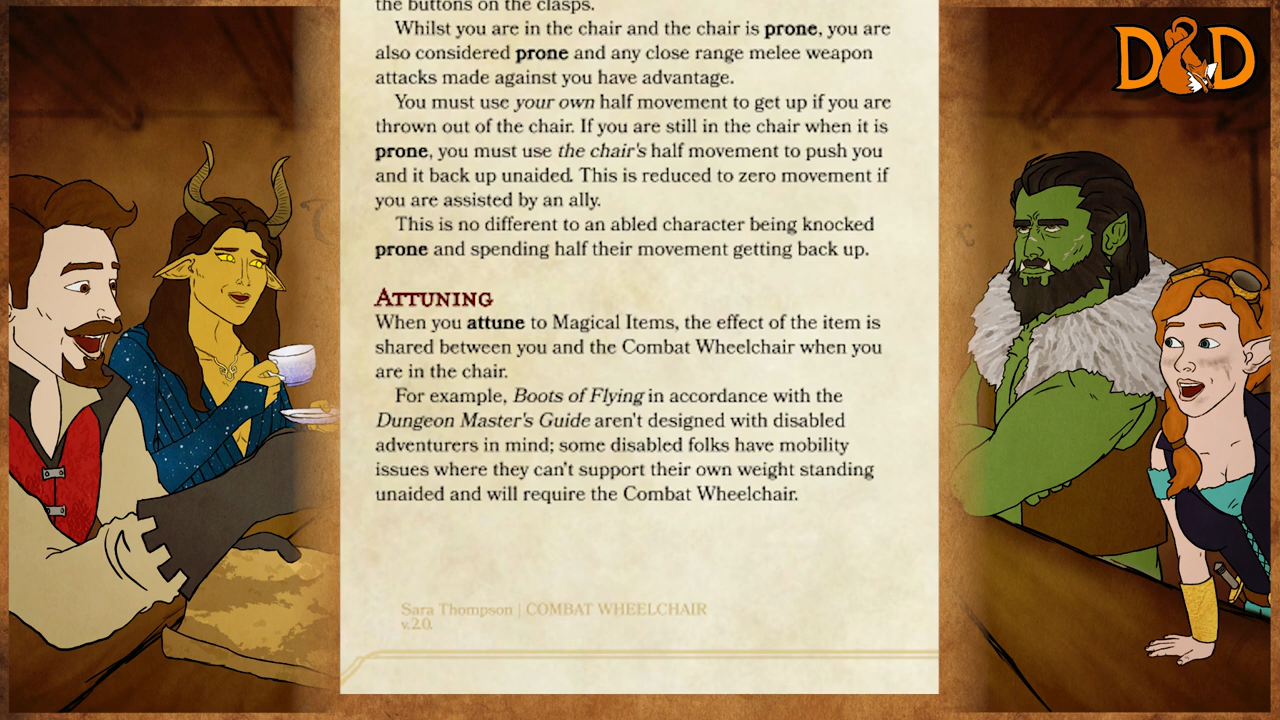 the buttons on the clasps.
Whilst you are in the chair and the chair is prone, you are
also considered prone and any close range melee weapon
attacks made against you have advantage.
You must use your own half movement to get up if you are
thrown out of the chair. If you are still in the chair when it is
prone, you must use the chair's half movement to push you
and it back up unaided. This is reduced to zero movement if
you are assisted by an ally.
This is no different to an abled character being knocked
prone and spending half their movement getting back up.
ATTUNING
When you attune to Magical Items, the effect of the item is
shared between you and the Combat Wheelchair when you
are in the chair.
For example, Boots of Flying in accordance with the
Dungeon Master's Guide aren't designed with disabled
adventurers in mind; some disabled folks have mobility
issues where they can't support their own weight standing
unaided and will require the Combat Wheelchair.
Sara Thompson | COMBAT WHEELCHAIR
v.2.0.
D&D